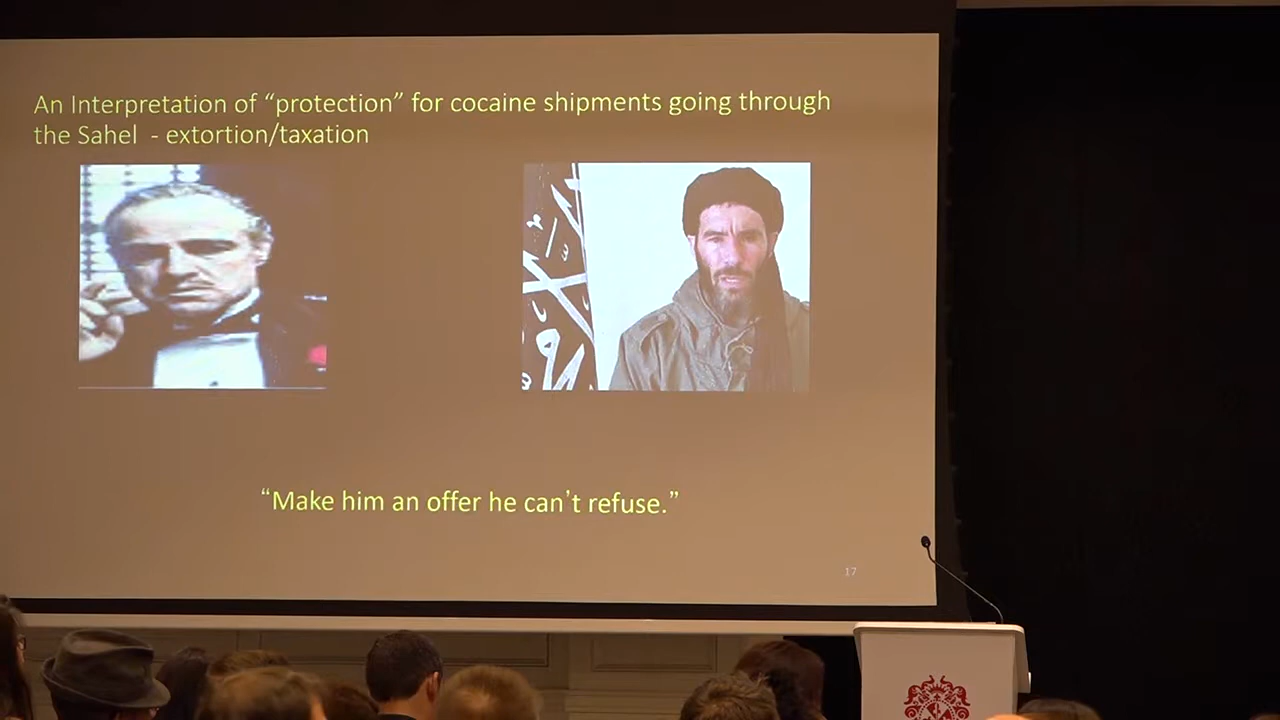 An Interpretation of “protection” for cocaine shipments going through
the Sahel - extortion/taxation
“Make him an offer he can’t refuse.”
17